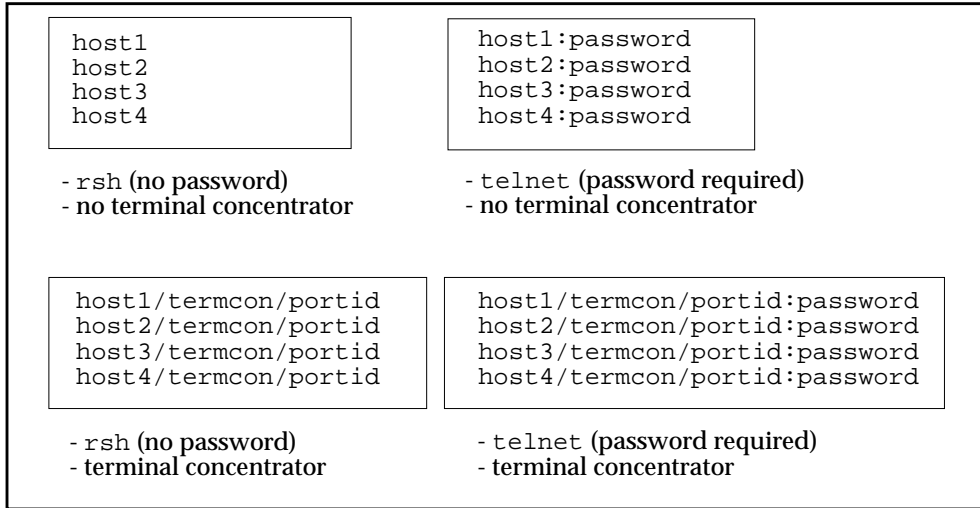 host1
host2
host3
host4
- rsh (no password)
- no terminal concentrator
host1:password
host2:password
host3:password
host4:password
- telnet (password required)
- no terminal concentrator
host1/termcon/portid
host2/termcon/portid
host3/termcon/portid
host4/termcon/portid
- rsh (no password)
- terminal concentrator
host1/termcon/portid:password
host2/termcon/portid:password
host3/termcon/portid:password
host4/termcon/portid:password
- telnet (password required)
- terminal concentrator